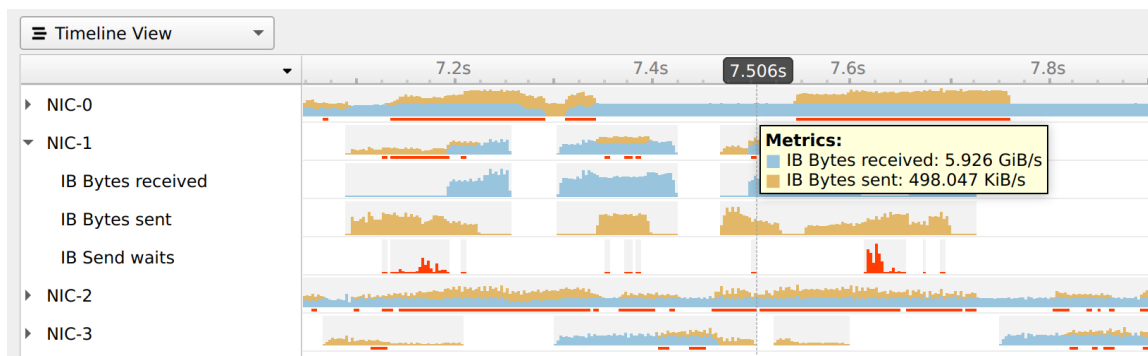 Timeline View
7.2s 7.4s 7.506s 7.6s 7.8s
NIC-0
NIC-1
Metrics:
IB Bytes received: 5.926 GiB/s
IB Bytes sent: 498.047 KiB/s
IB Bytes received
IB Bytes sent
IB Send waits
NIC-2
NIC-3